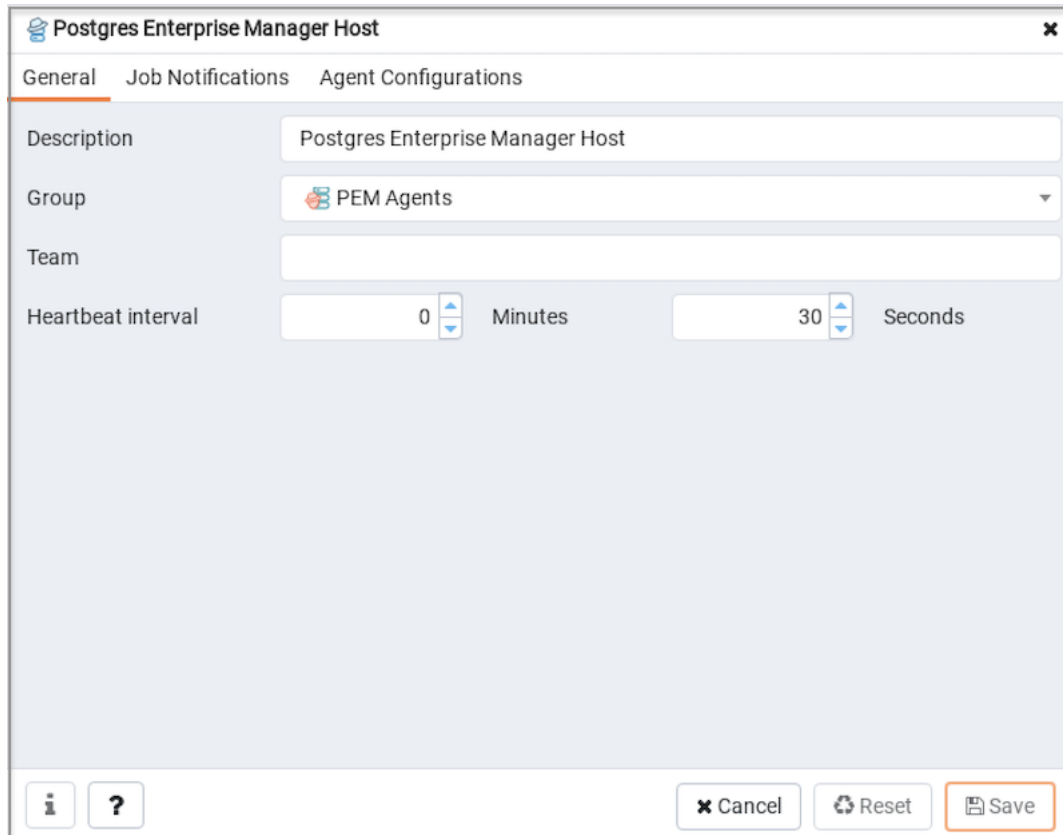 Postgres Enterprise Manager Host
General Job Notifications Agent Configurations
Description Postgres Enterprise Manager Host
Group PEM Agents
Team
Heartbeat interval 0 Minutes 30 Seconds
i ? Cancel Reset Save